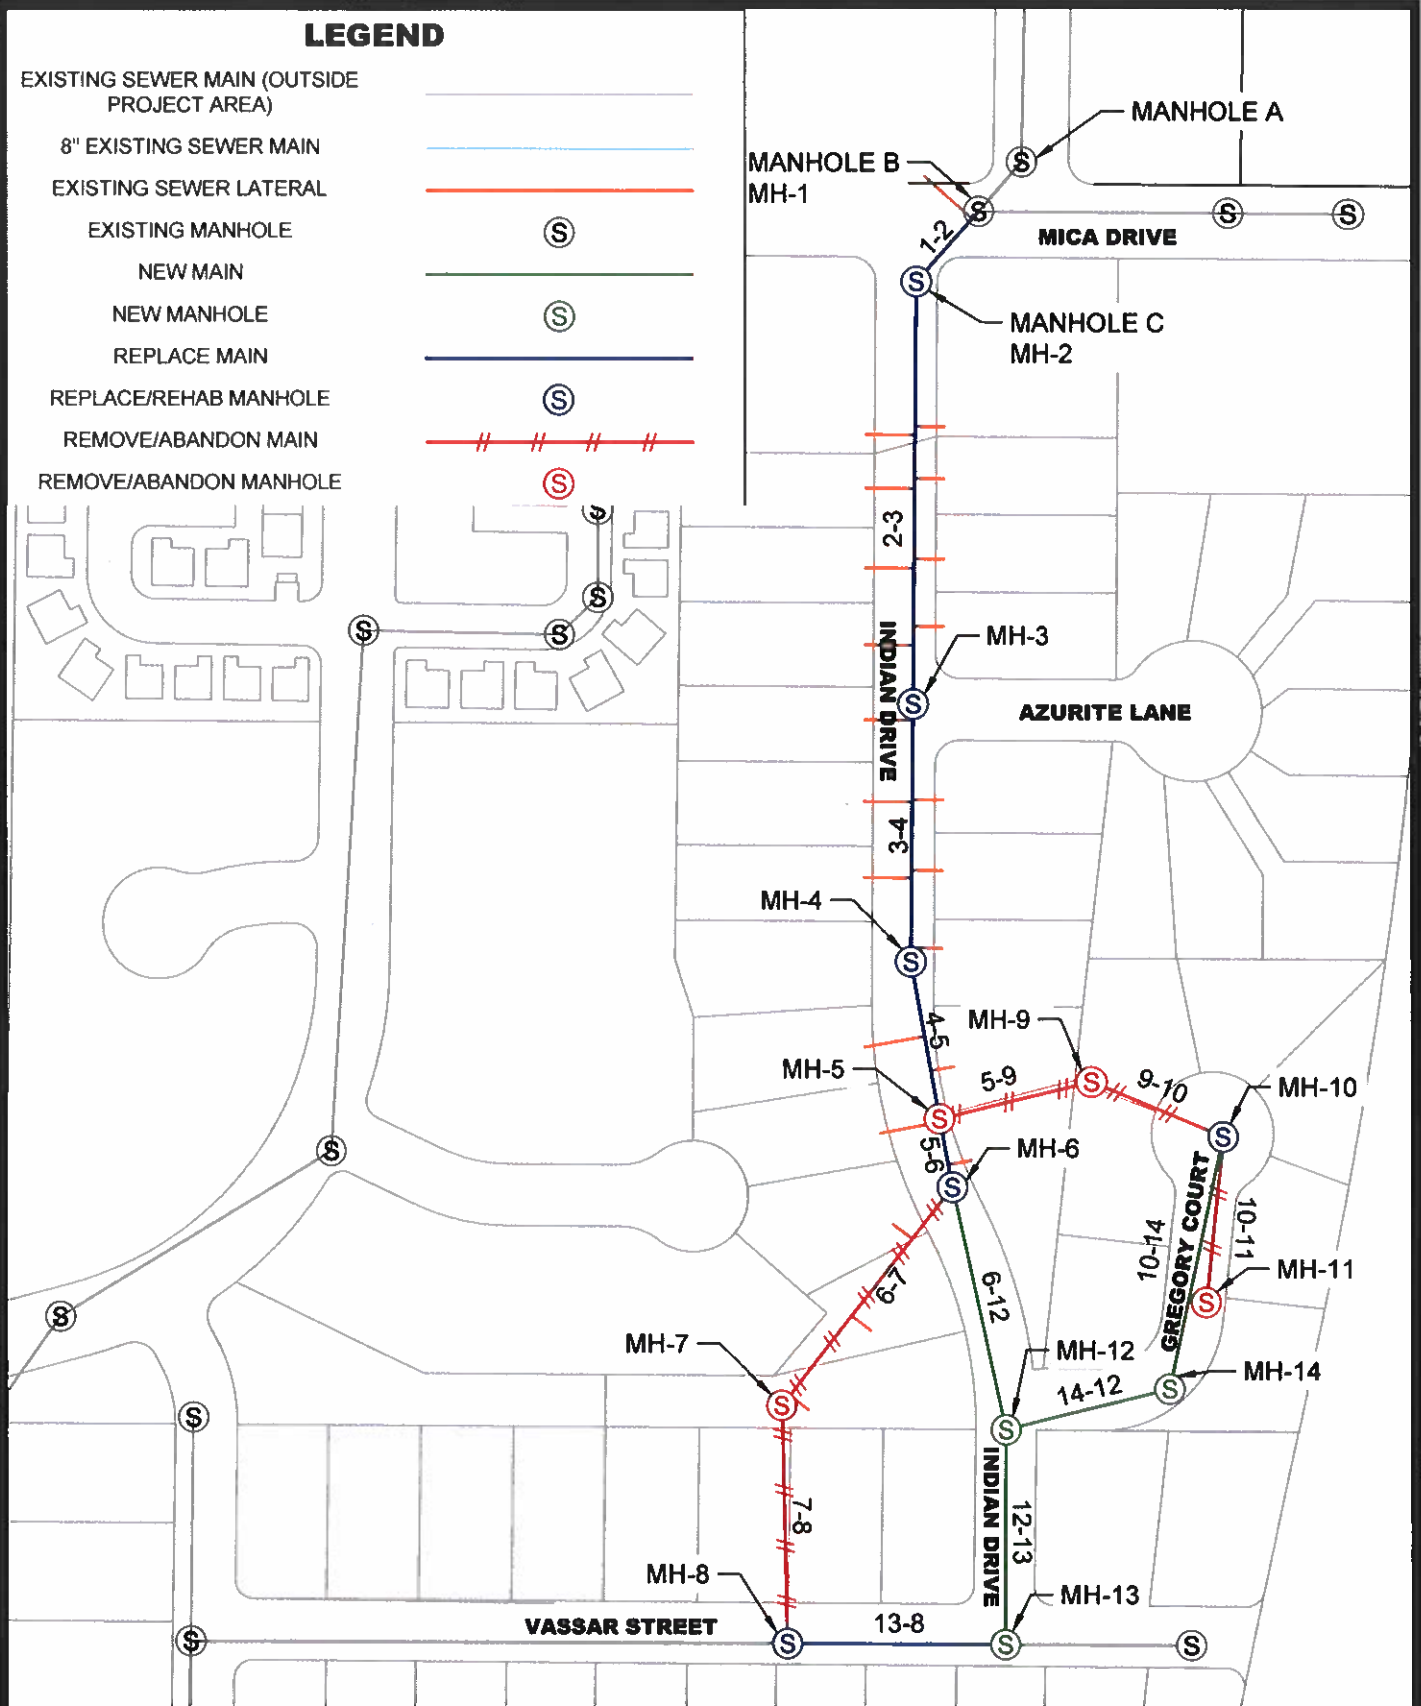 LEGEND
EXISTING SEWER MAIN (OUTSIDE
PROJECT AREA)
8" EXISTING SEWER MAIN
EXISTING SEWER LATERAL
EXISTING MANHOLE
S
NEW MAIN
NEW MANHOLE
S
REPLACE MAIN
REPLACE/REHAB MANHOLE
S
REMOVE/ABANDON MAIN
REMOVE/ABANDON MANHOLE
S
MANHOLE A
S
MANHOLE B
MH-1
S
S
S
MICA DRIVE
1-2
S
MANHOLE C
MH-2
2-3
S
S
S
S
INDIAN DRIVE
MH-3
S
AZURITE LANE
3-4
MH-4
S
4-5
MH-9
S
MH-5
S
5-9
9-10
MH-10
S
5-6
MH-6
S
S
10-14
GREGORY COURT
10-11
MH-11
S
6-7
6-12
S
MH-7
S
MH-12
S
14-12
MH-14
S
S
7-8
INDIAN DRIVE
12-13
MH-8
S
13-8
MH-13
S
S
VASSAR STREET
S